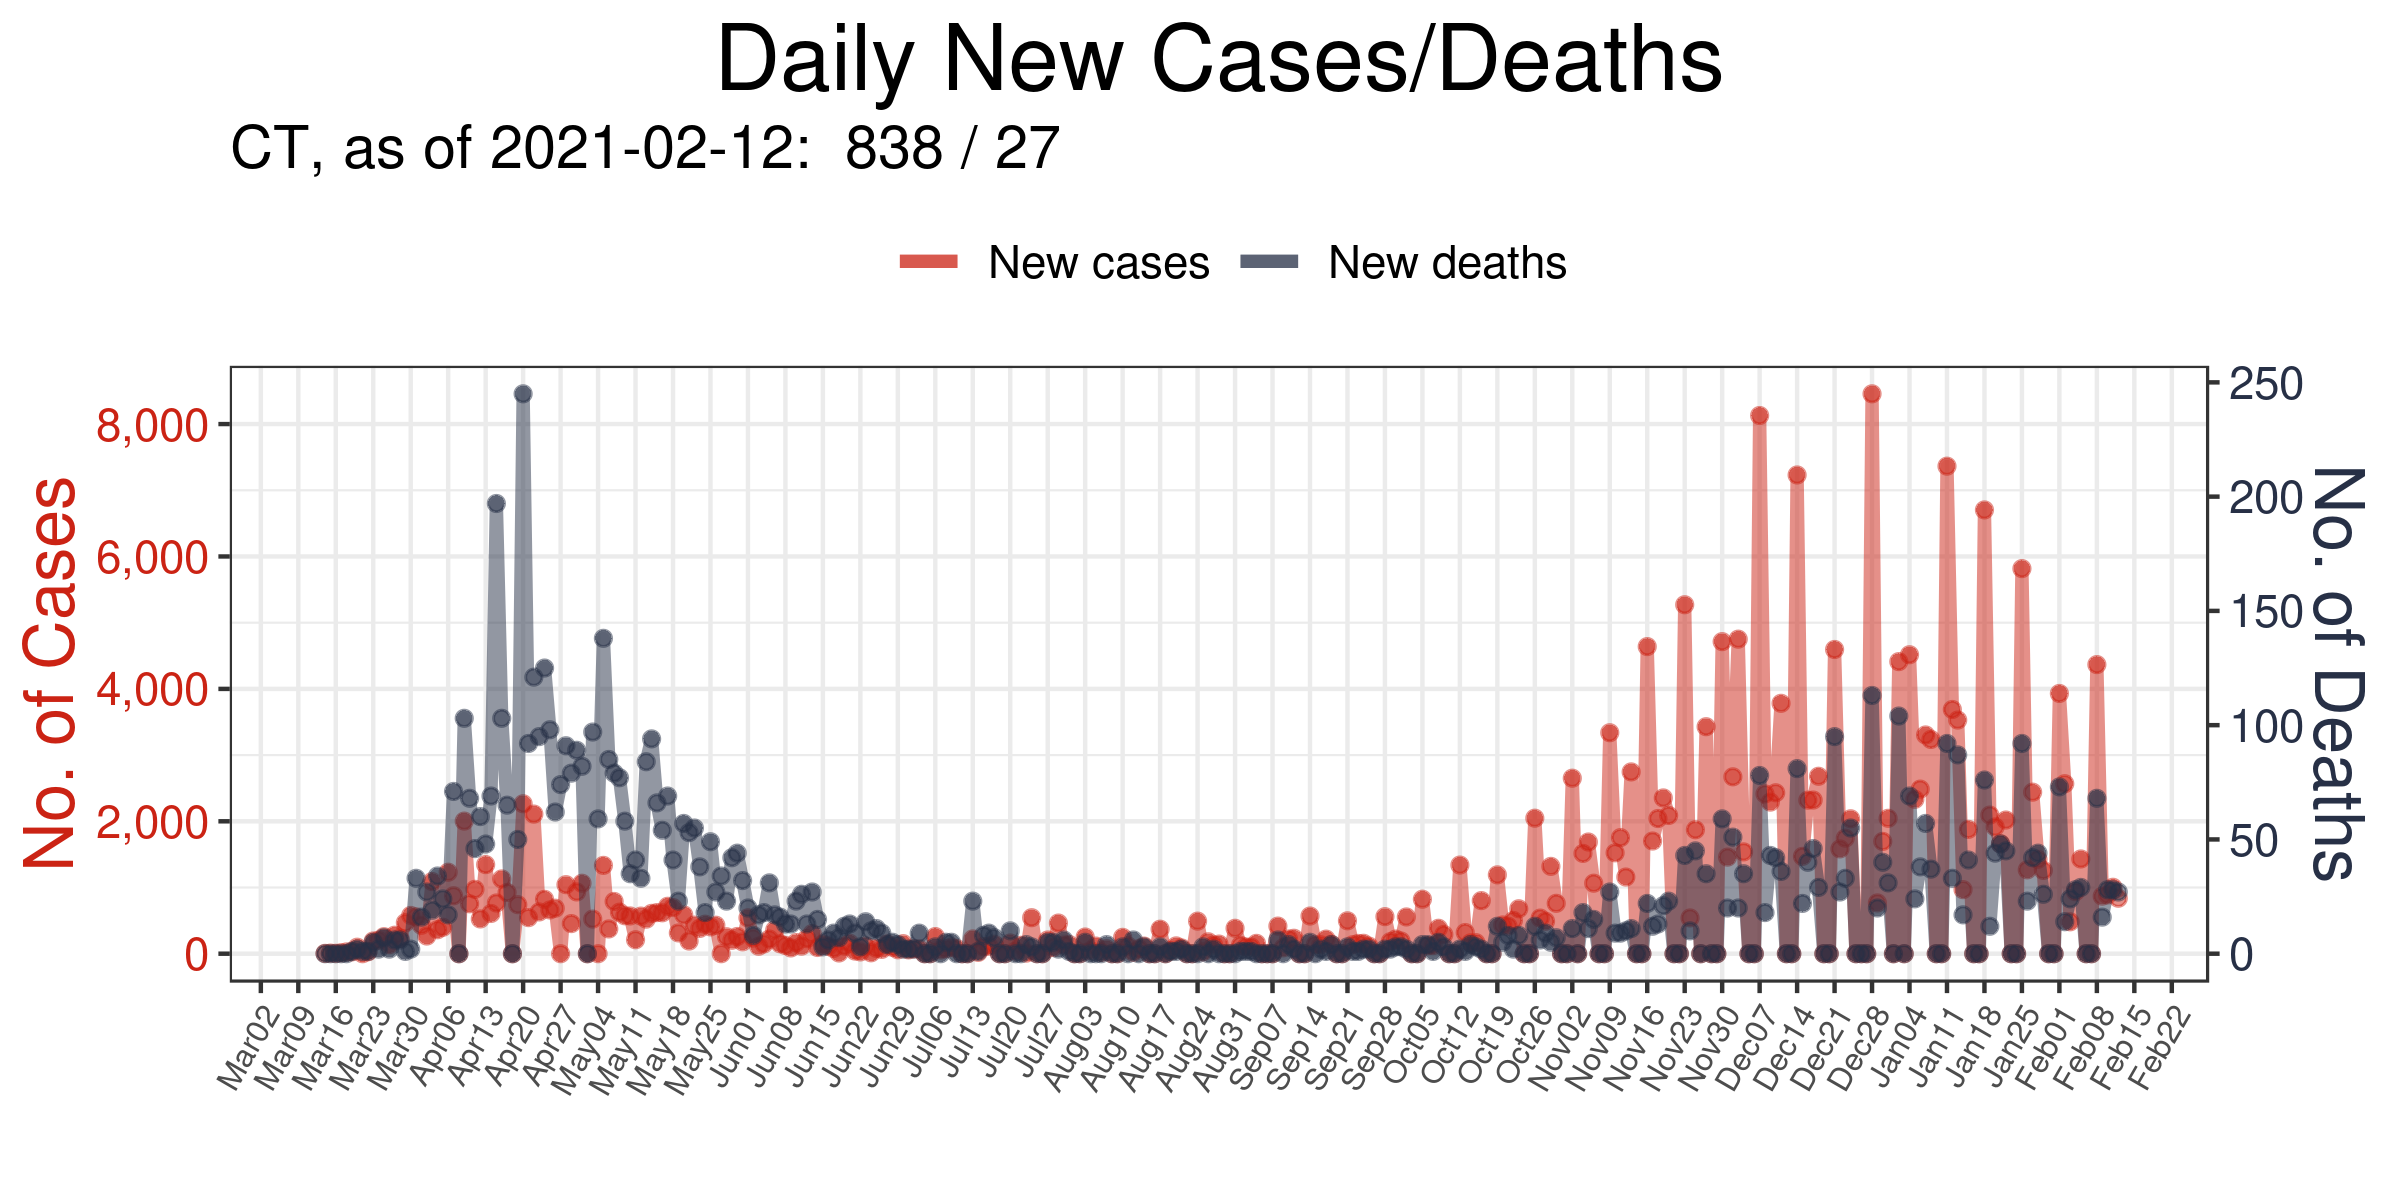 Daily New Cases/Deaths
CT, as of 2021-02-12:  838 / 27
New cases New deaths
No. of Cases
8,000
6,000
4,000
2,000
0
250
200
150
100
50
0
No. of Deaths
Mar02 Mar09 Mar16 Mar23 Mar30 Apr06 Apr13 Apr20 Apr27 May04 May11 May18 May25 Jun01 Jun08 Jun15 Jun22 Jun29 Jul06 Jul13 Jul20 Jul27 Aug03 Aug10 Aug17 Aug24 Aug31 Sep07 Sep14 Sep21 Sep28 Oct05 Oct12 Oct19 Oct26 Nov02 Nov09 Nov16 Nov23 Nov30 Dec07 Dec14 Dec21 Dec28 Jan04 Jan11 Jan18 Jan25 Feb01 Feb08 Feb15 Feb22